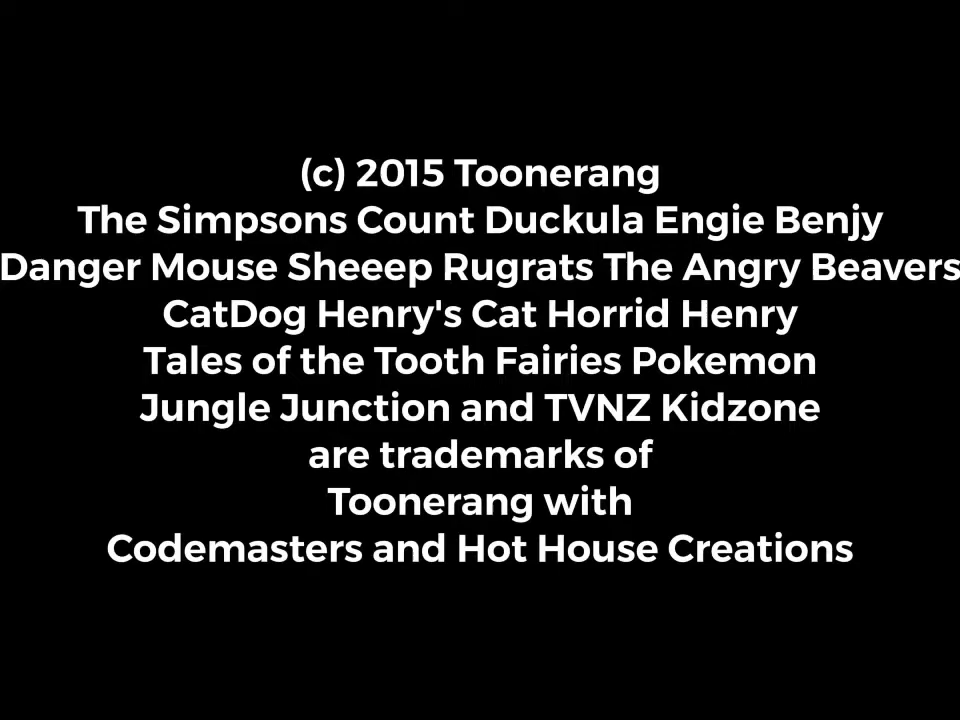 (c) 2015 Toonerang
The Simpsons Count Duckula Engie Benjy
Danger Mouse Sheeep Rugrats The Angry Beavers
CatDog Henry's Cat Horrid Henry
Tales of the Tooth Fairies Pokemon
Jungle Junction and TVNZ Kidzone
are trademarks of
Toonerang with
Codemasters and Hot House Creations